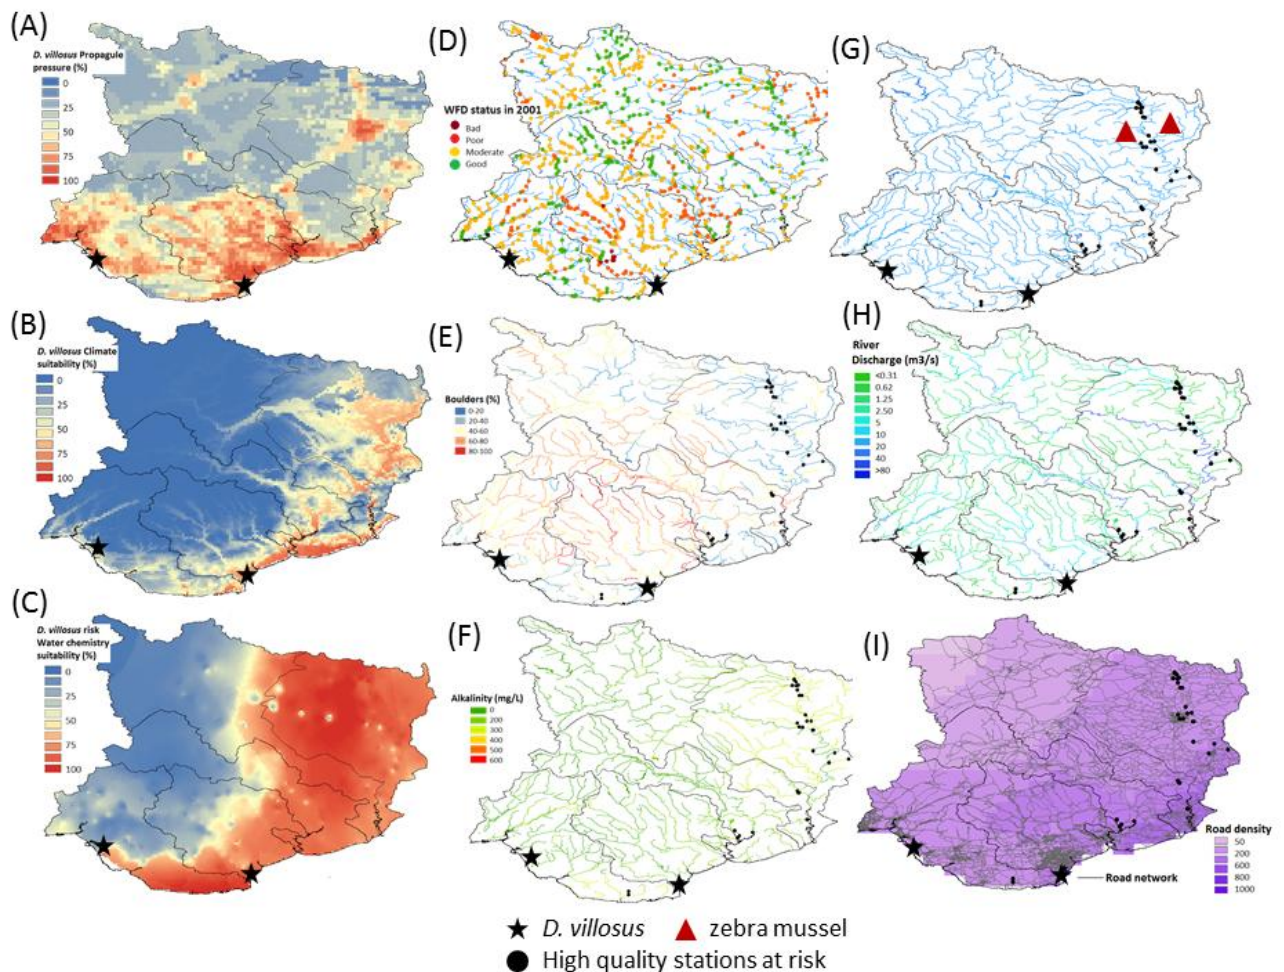 (A)
D. villosus Propagule
pressure (%)
0
25
50
75
100
(B)
D. villosus Climate
suitability (%)
0
25
50
75
100
(C)
D. villosus risk
Water chemistry
suitability (%)
0
25
50
75
100
(D)
WFD status in 2001
Bad
Poor
Moderate
Good
(E)
Boulders (%)
0-20
20-40
40-60
60-80
80-100
(F)
Alkalinity (mg/L)
0
200
300
400
500
600
(G)
(H)
River
Discharge (m3/s)
<0.31
0.62
1.25
2.50
5
10
20
40
>80
(I)
Road density
50
200
600
800
1000
Road network
D. villosus
zebra mussel
High quality stations at risk